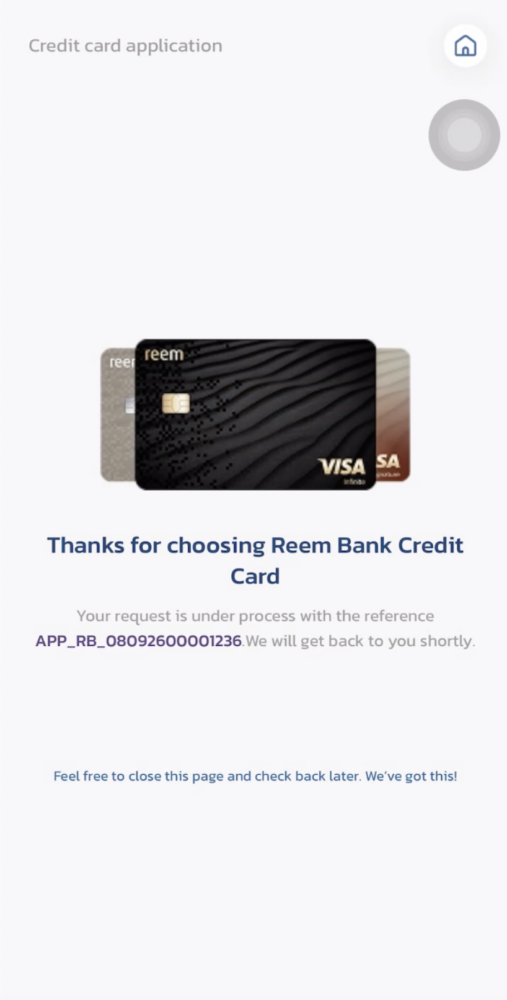 Credit card application
reem
reem
VISA
Infinite
SA
Thanks for choosing Reem Bank Credit
Card
Your request is under process with the reference
APP_RB_08092600001236.We will get back to you shortly.
Feel free to close this page and check back later. We’ve got this!